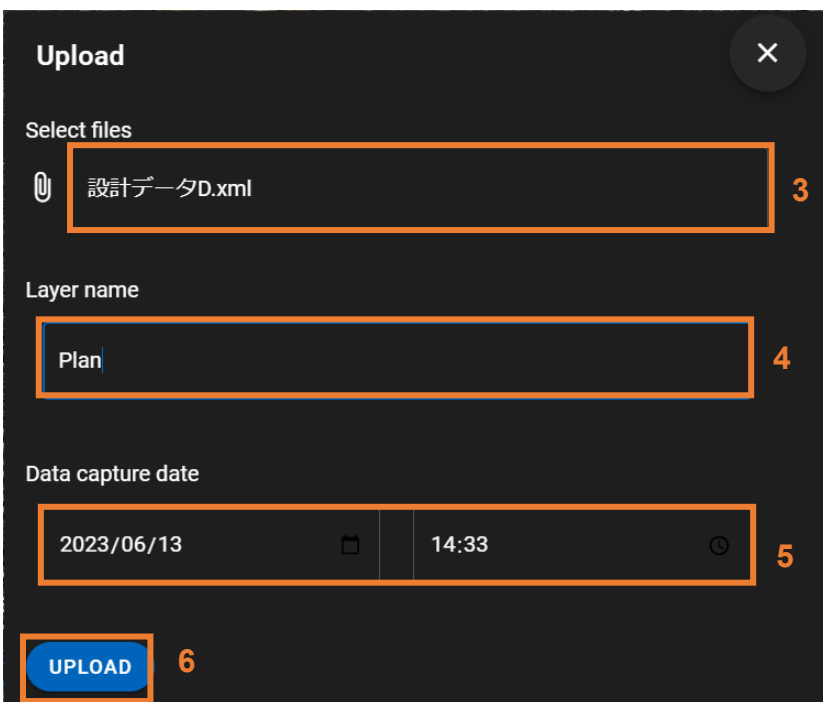 Upload
Select files
設計データD.xml
3
Layer name
Plan
4
Data capture date
2023/06/13 14:33
5
UPLOAD
6